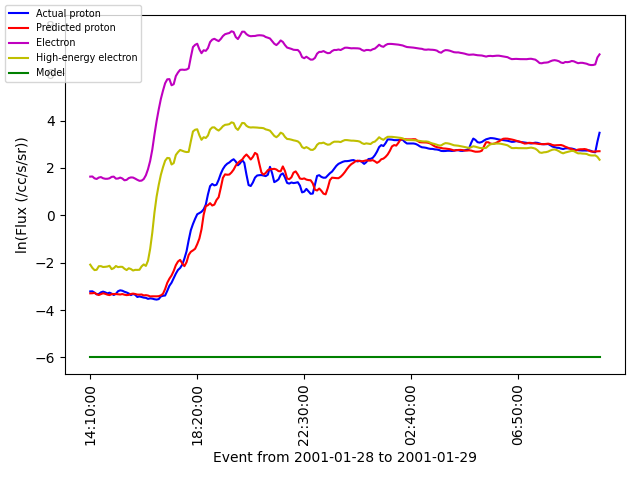 Actual proton
Predicted proton
Electron
High-energy electron
Model
4
2
0
−2
−4
−6
ln(Flux (/cc/s/sr))
14:10:00
18:20:00
22:30:00
02:40:00
06:50:00
Event from 2001-01-28 to 2001-01-29